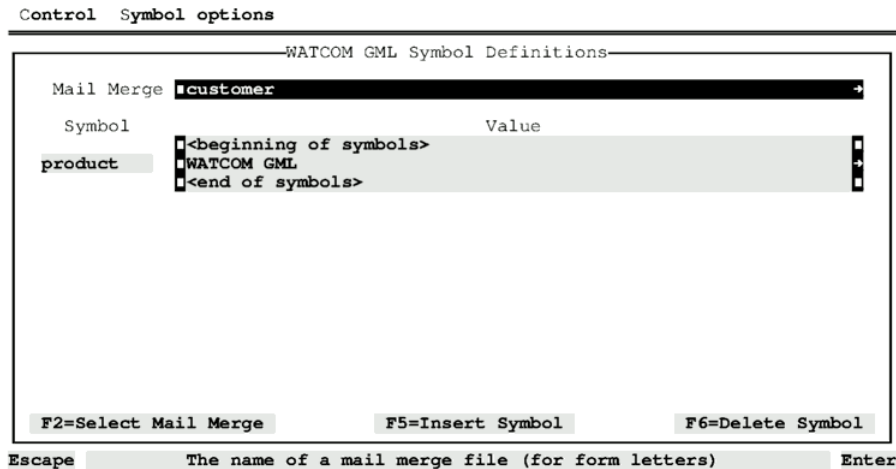 Control Symbol options
WATCOM GML Symbol Definitions
Mail Merge customer
Symbol Value
<beginning of symbols>
product WATCOM GML
<end of symbols>
F2=Select Mail Merge F5=Insert Symbol F6=Delete Symbol
Escape The name of a mail merge file (for form letters) Enter